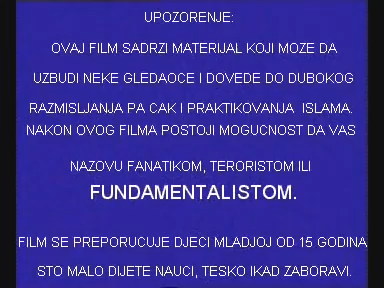 UPOZORENJE:
OVAJ FILM SADRZI MATERIJAL KOJI MOZE DA
UZBUDI NEKE GLEDAOCE I DOVEDE DO DUBOKOG
RAZMISLJANJA PA CAK I PRAKTIKOVANJA ISLAMA.
NAKON OVOG FILMA POSTOJI MOGUCNOST DA VAS
NAZOVU FANATIKOM, TERORISTOM ILI
FUNDAMENTALISTOM.
FILM SE PREPORUCUJE DJECI MLADJOJ OD 15 GODINA
STO MALO DIJETE NAUCI, TESKO IKAD ZABORAVI.